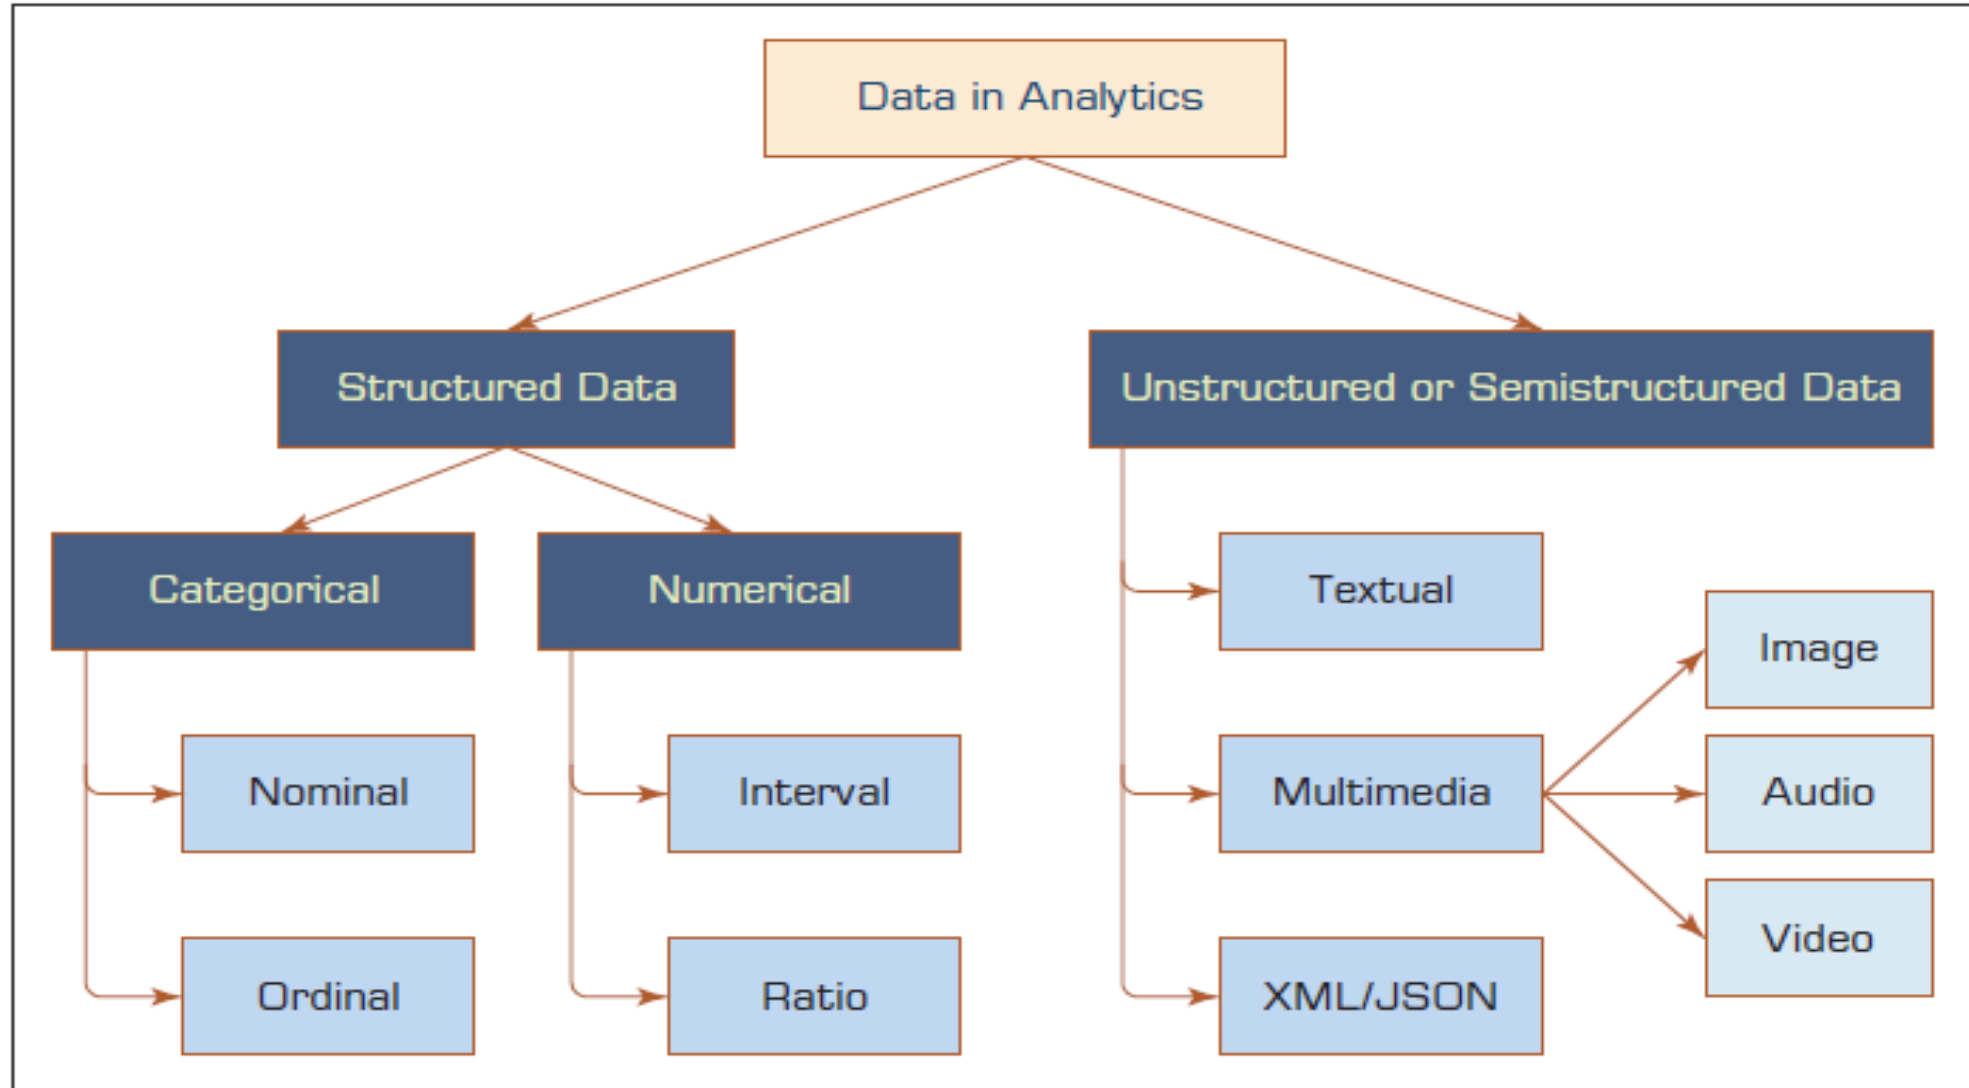 Data in Analytics
Structured Data
Unstructured or Semistructured Data
Categorical
Numerical
Textual
Image
Nominal
Interval
Multimedia
Audio
Video
Ordinal
Ratio
XML/JSON